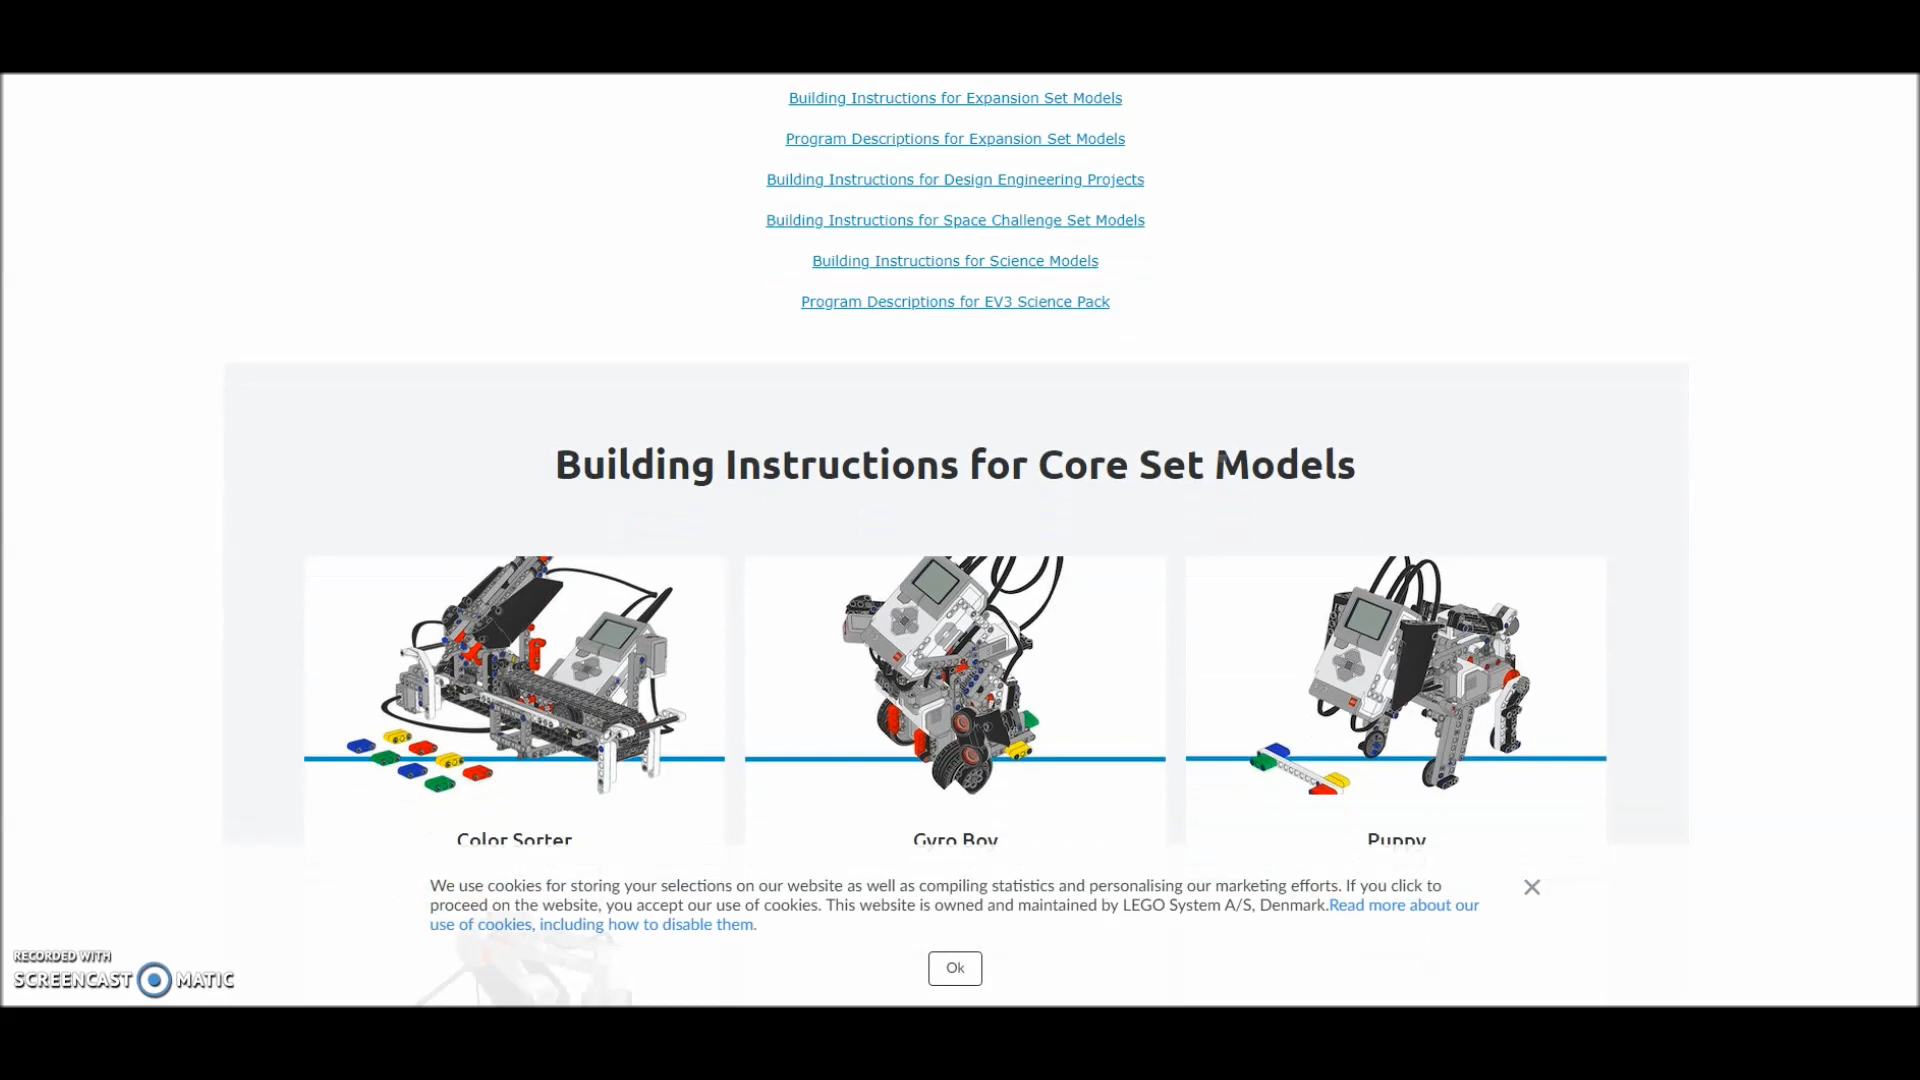 Building Instructions for Expansion Set Models
Program Descriptions for Expansion Set Models
Building Instructions for Design Engineering Projects
Building Instructions for Space Challenge Set Models
Building Instructions for Science Models
Program Descriptions for EV3 Science Pack
Building Instructions for Core Set Models
Color Sorter
Gyro Boy
Puppy
We use cookies for storing your selections on our website as well as compiling statistics and personalising our marketing efforts. If you click to
proceed on the website, you accept our use of cookies. This website is owned and maintained by LEGO System A/S, Denmark.Read more about our
use of cookies, including how to disable them.
Ok
RECORDED WITH
SCREENCAST MATIC